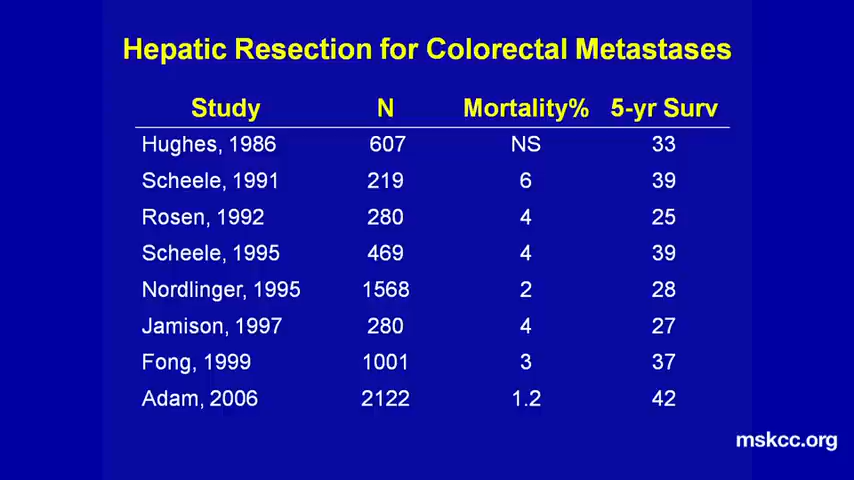 Hepatic Resection for Colorectal Metastases
Study N Mortality% 5-yr Surv
Hughes, 1986 607 NS 33
Scheele, 1991 219 6 39
Rosen, 1992 280 4 25
Scheele, 1995 469 4 39
Nordlinger, 1995 1568 2 28
Jamison, 1997 280 4 27
Fong, 1999 1001 3 37
Adam, 2006 2122 1.2 42
mskcc.org